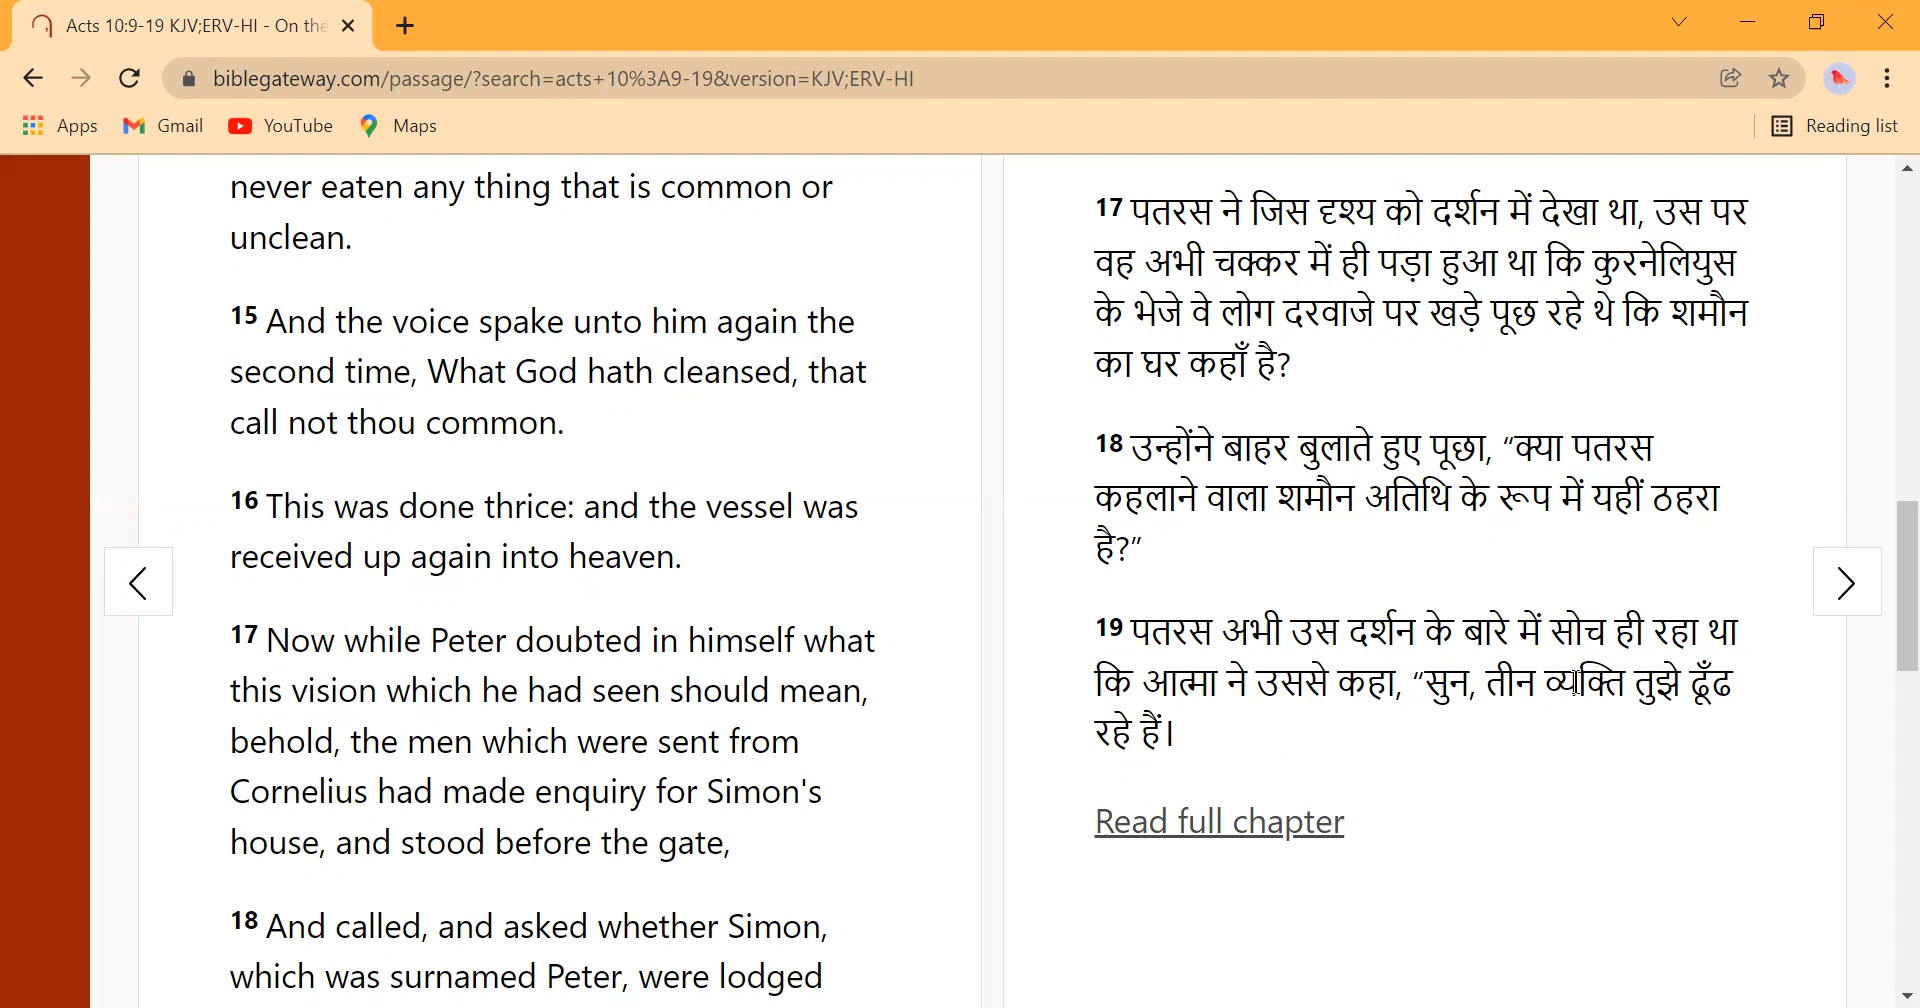 Acts 10:9-19 KJV;ERV-HI - On the
biblegateway.com/passage/?search=acts+10%3A9-19&version=KJV;ERV-HI
Apps Gmail YouTube Maps Reading list
never eaten any thing that is common or
unclean.
15 And the voice spake unto him again the
second time, What God hath cleansed, that
call not thou common.
16 This was done thrice: and the vessel was
received up again into heaven.
17 Now while Peter doubted in himself what
this vision which he had seen should mean,
behold, the men which were sent from
Cornelius had made enquiry for Simon's
house, and stood before the gate,
18 And called, and asked whether Simon,
which was surnamed Peter, were lodged
17 पतरस ने जिस दृश्य को दर्शन में देखा था, उस पर
वह अभी चक्कर में ही पड़ा हुआ था कि कुरनेलियुस
के भेजे वे लोग दरवाजे पर खड़े पूछ रहे थे कि शमौन
का घर कहाँ है?
18 उन्होंने बाहर बुलाते हुए पूछा, “क्या पतरस
कहलाने वाला शमौन अतिथि के रूप में यहीं ठहरा
है?”
19 पतरस अभी उस दर्शन के बारे में सोच ही रहा था
कि आत्मा ने उससे कहा, “सुन, तीन व्यक्ति तुझे ढूँढ
रहे हैं।
Read full chapter